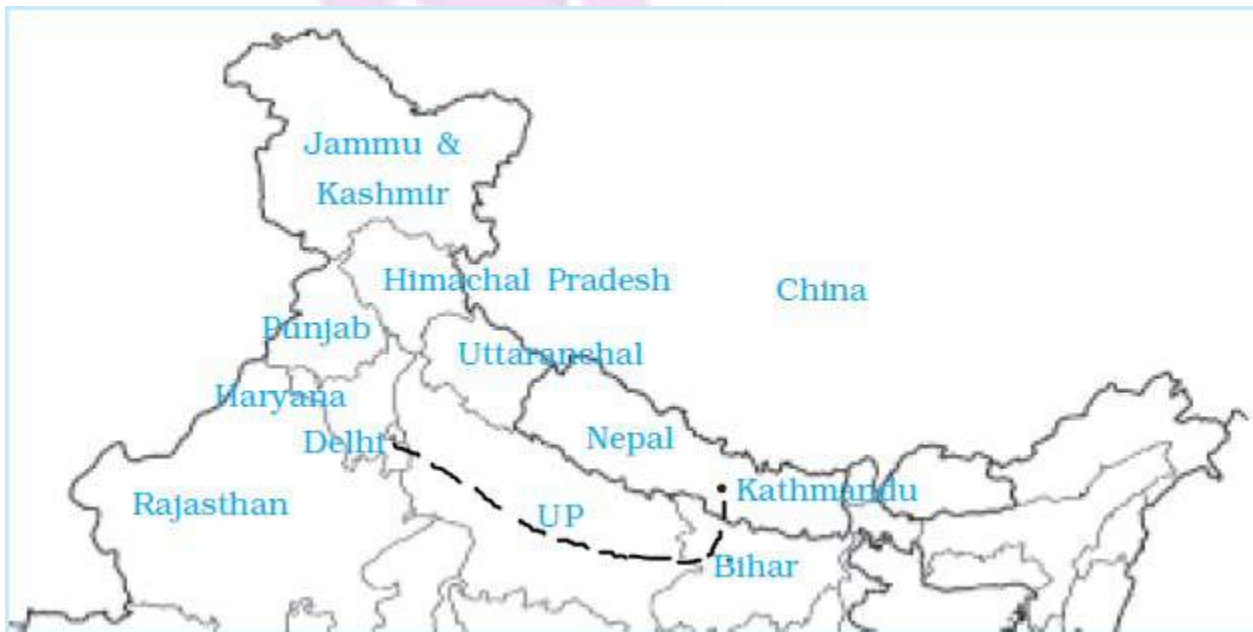 Jammu &
Kashmir
Himachal Pradesh
China
Punjab
Uttaranchal
Haryana
Nepal
Delhi
Kathmandu
Rajasthan
UP
Bihar